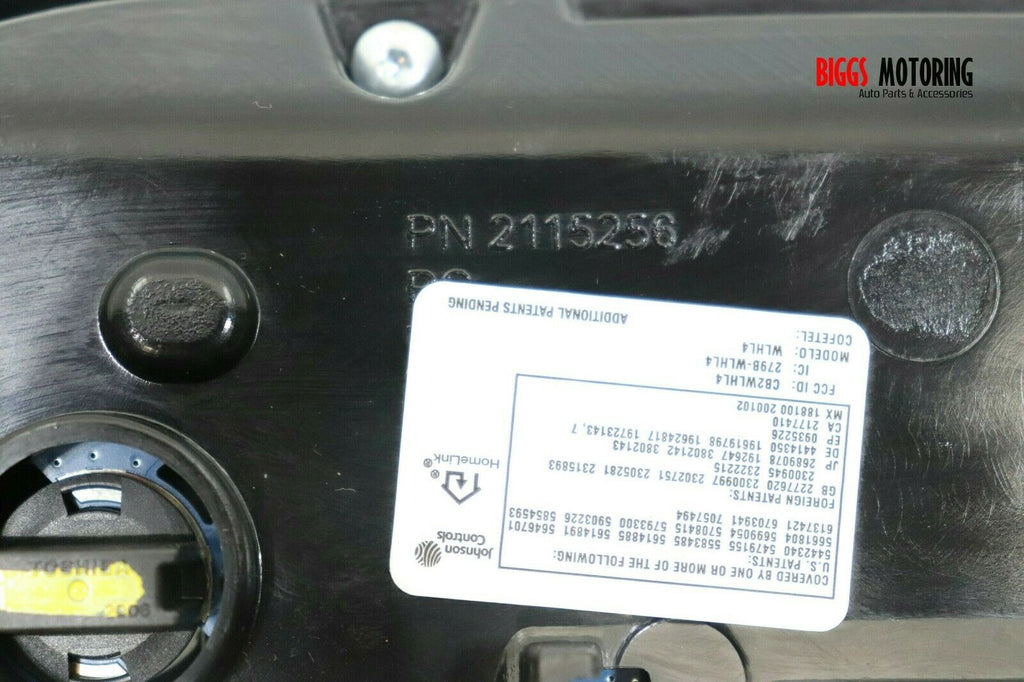 BIGGS MOTORING
Auto Parts & Accessories
PN 2115256
Johnson
Controls
HomeLink®
COVERED BY ONE OR MORE OF THE FOLLOWING:
U.S. PATENTS:
5442340 5479155 5583485 5614885 5614891 5646701
5661804 5699054 5708415 5793300 5903226 5854593
6137421 6703941 7057494
FOREIGN PATENTS:
GB 2277620 2300997 2302751 2305281 2315893
2300945 2322215
JP 2689078 192647 3802142 3802143
DE 4414350 19619798 19624817 19723143.7
EP 0935226
CA 2177410
MX 188100 200102
FCC ID: CB2WLHL4
IC: 279B-WLHL4
MODELO: WLHL4
COFETEL:
ADDITIONAL PATENTS PENDING